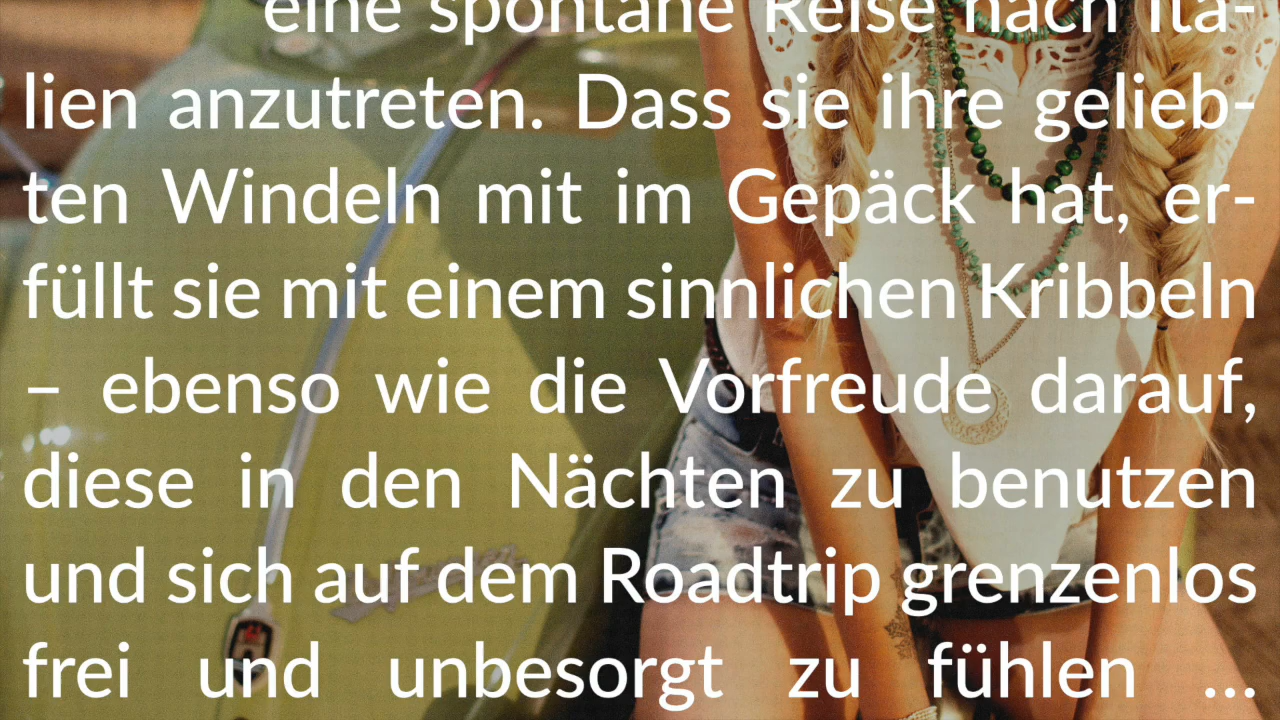 eine spontane Reise nach Ita-
lien anzutreten. Dass sie ihre gelieb-
ten Windeln mit im Gepäck hat, er-
füllt sie mit einem sinnlichen Kribbeln
– ebenso wie die Vorfreude darauf,
diese in den Nächten zu benutzen
und sich auf dem Roadtrip grenzenlos
frei und unbesorgt zu fühlen ...